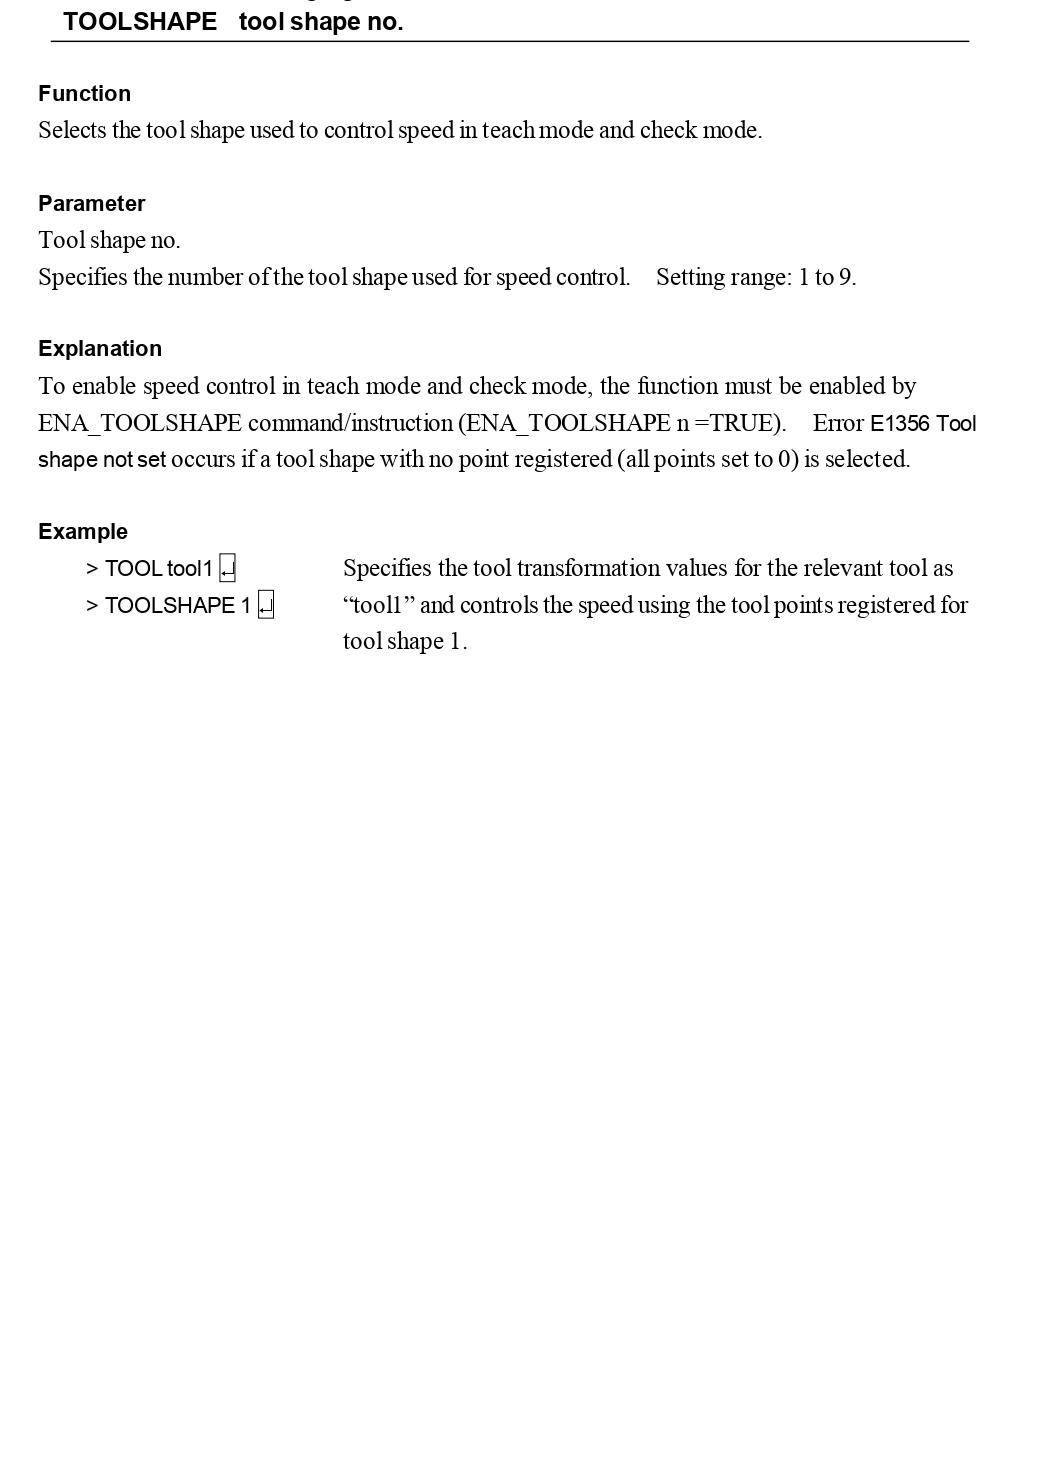 TOOLSHAPE tool shape no.
Function
Selects the tool shape used to control speed in teach mode and check mode.
Parameter
Tool shape no.
Specifies the number of the tool shape used for speed control. Setting range: 1 to 9.
Explanation
To enable speed control in teach mode and check mode, the function must be enabled by
ENA_TOOLSHAPE command/instruction (ENA_TOOLSHAPE n =TRUE). Error E1356 Tool
shape not set occurs if a tool shape with no point registered (all points set to 0) is selected.
Example
> TOOL tool1 ↵ Specifies the tool transformation values for the relevant tool as
> TOOLSHAPE 1 ↵ “tool1” and controls the speed using the tool points registered for
tool shape 1.